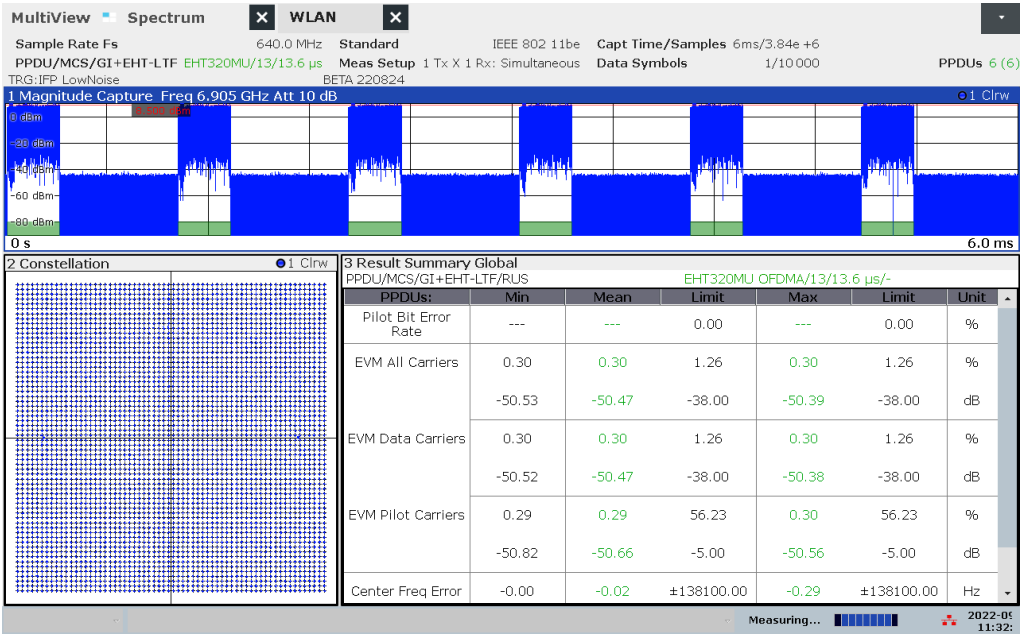 MultiView Spectrum X WLAN X
Sample Rate Fs 640.0 MHz Standard IEEE 802 11be Capt Time/Samples 6ms/3.84e +6
PPDU/MCS/GI+EHT-LTF EHT320MU/13/13.6 µs Meas Setup 1 Tx X 1 Rx: Simultaneous Data Symbols 1/10 000 PPDUs 6 (6)
TRG:IFP LowNoise BETA 220824
1 Magnitude Capture Freq 6.905 GHz Att 10 dB 1 Clrw
0 dBm
-20 dBm
-40 dBm
-60 dBm
-80 dBm
0 s 6.0 ms
2 Constellation 1 Clrw
3 Result Summary Global
PPDU/MCS/GI+EHT-LTF/RUS EHT320MU OFDMA/13/13.6 µs/-
PPDUs: Min Mean Limit Max Limit Unit
Pilot Bit Error Rate --- --- 0.00 --- 0.00 %
EVM All Carriers 0.30 0.30 1.26 0.30 1.26 %
-50.53 -50.47 -38.00 -50.39 -38.00 dB
EVM Data Carriers 0.30 0.30 1.26 0.30 1.26 %
-50.52 -50.47 -38.00 -50.38 -38.00 dB
EVM Pilot Carriers 0.29 0.29 56.23 0.30 56.23 %
-50.82 -50.66 -5.00 -50.56 -5.00 dB
Center Freq Error -0.00 -0.02 ±138100.00 -0.29 ±138100.00 Hz
Measuring... 2022-09
11:32: